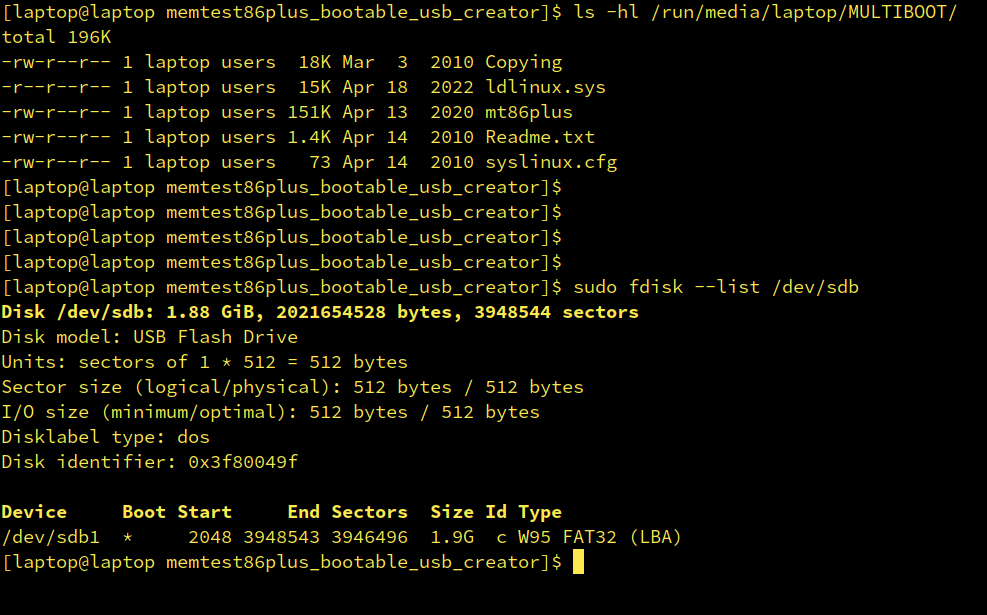 [laptop@laptop memtest86plus_bootable_usb_creator]$ ls -hl /run/media/laptop/MULTIBOOT/
total 196K
-rw-r--r-- 1 laptop users  18K Mar  3  2010 Copying
-r--r--r-- 1 laptop users  15K Apr 18  2022 ldlinux.sys
-rw-r--r-- 1 laptop users 151K Apr 13  2020 mt86plus
-rw-r--r-- 1 laptop users 1.4K Apr 14  2010 Readme.txt
-rw-r--r-- 1 laptop users   73 Apr 14  2010 syslinux.cfg
[laptop@laptop memtest86plus_bootable_usb_creator]$
[laptop@laptop memtest86plus_bootable_usb_creator]$
[laptop@laptop memtest86plus_bootable_usb_creator]$
[laptop@laptop memtest86plus_bootable_usb_creator]$
[laptop@laptop memtest86plus_bootable_usb_creator]$ sudo fdisk --list /dev/sdb
Disk /dev/sdb: 1.88 GiB, 2021654528 bytes, 3948544 sectors
Disk model: USB Flash Drive
Units: sectors of 1 * 512 = 512 bytes
Sector size (logical/physical): 512 bytes / 512 bytes
I/O size (minimum/optimal): 512 bytes / 512 bytes
Disklabel type: dos
Disk identifier: 0x3f80049f

Device     Boot Start     End Sectors  Size Id Type
/dev/sdb1  *     2048 3948543 3946496  1.9G  c W95 FAT32 (LBA)
[laptop@laptop memtest86plus_bootable_usb_creator]$